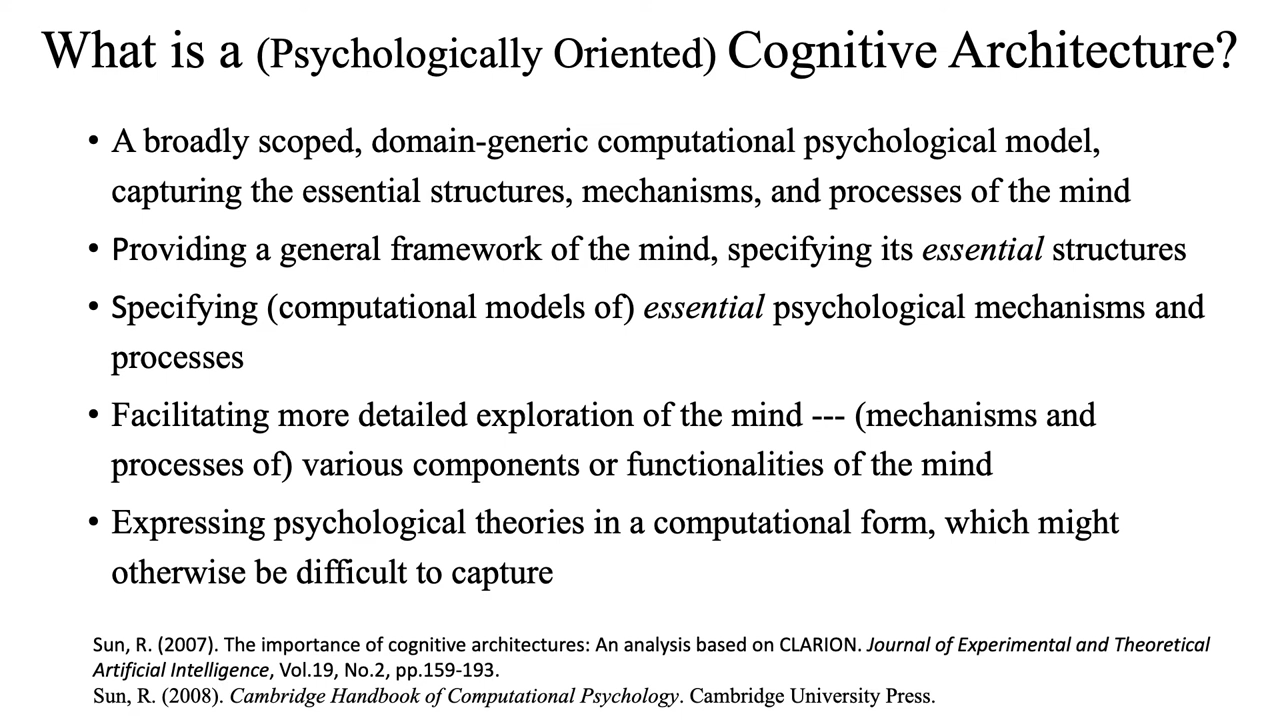 What is a (Psychologically Oriented) Cognitive Architecture?
• A broadly scoped, domain-generic computational psychological model,
capturing the essential structures, mechanisms, and processes of the mind
• Providing a general framework of the mind, specifying its essential structures
• Specifying (computational models of) essential psychological mechanisms and
processes
• Facilitating more detailed exploration of the mind --- (mechanisms and
processes of) various components or functionalities of the mind
• Expressing psychological theories in a computational form, which might
otherwise be difficult to capture
Sun, R. (2007). The importance of cognitive architectures: An analysis based on CLARION. Journal of Experimental and Theoretical
Artificial Intelligence, Vol.19, No.2, pp.159-193.
Sun, R. (2008). Cambridge Handbook of Computational Psychology. Cambridge University Press.